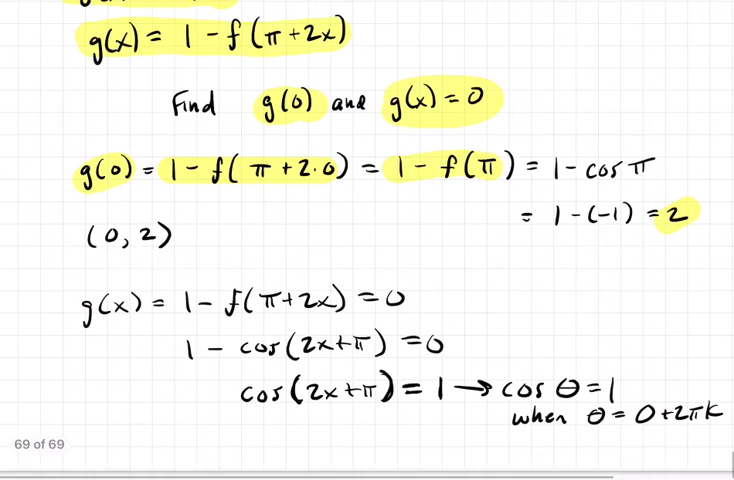 g(x) = 1 - f(π+2x)
Find g(0) and g(x) = 0
g(0) = 1 - f(π+2·0) = 1 - f(π) = 1 - cos π
= 1 - (-1) = 2
(0, 2)
g(x) = 1 - f(π+2x) = 0
1 - cos(2x+π) = 0
cos(2x+π) = 1 → cos θ = 1
when θ = 0+2πk
69 of 69